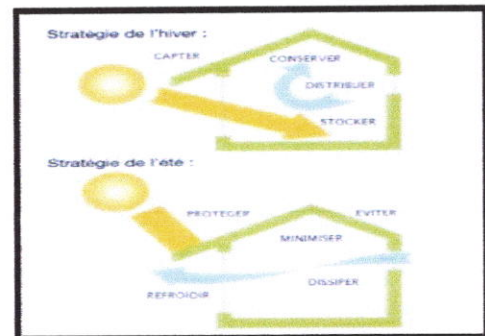 Stratégie de l'hiver :
CAPTER
CONSERVER
DISTRIBUER
STOCKER
Stratégie de l'été :
PROTEGER
EVITER
MINIMISER
REFROIDIR
DISSIPER